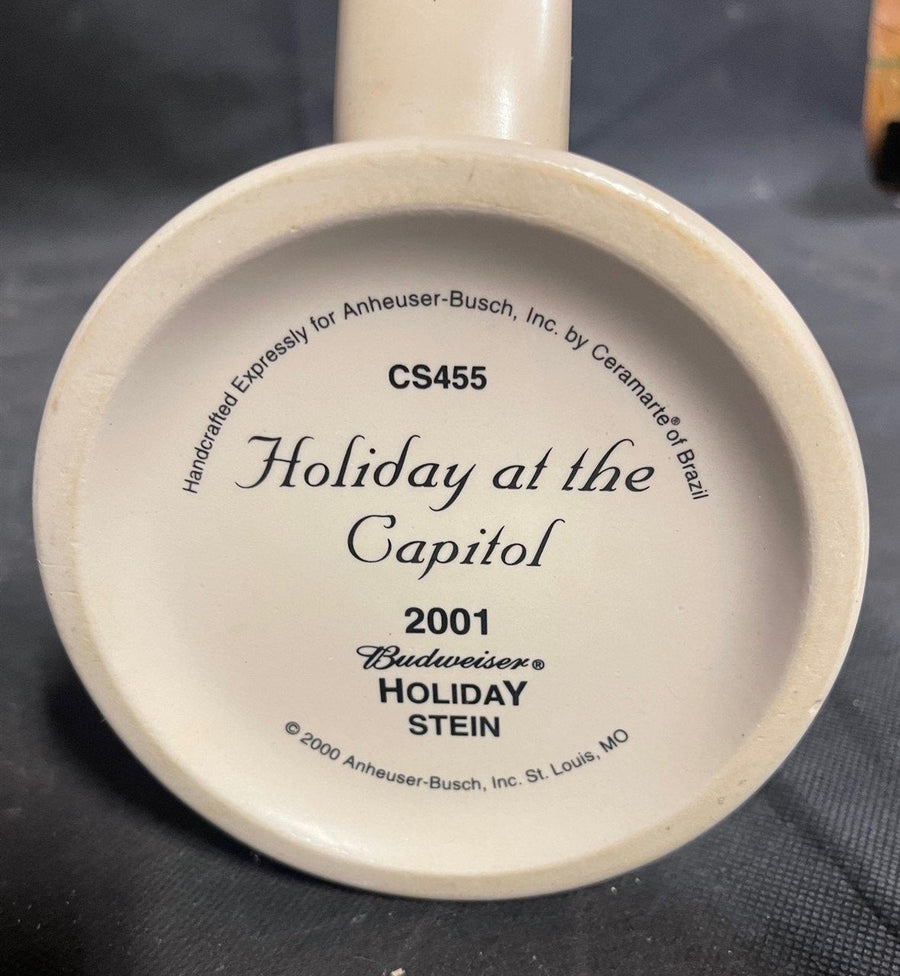 Handcrafted Expressly for Anheuser-Busch, Inc. by Ceramarte® of Brazil
CS455
Holiday at the
Capitol
2001
Budweiser®
HOLIDAY
STEIN
© 2000 Anheuser-Busch, Inc. St. Louis, MO